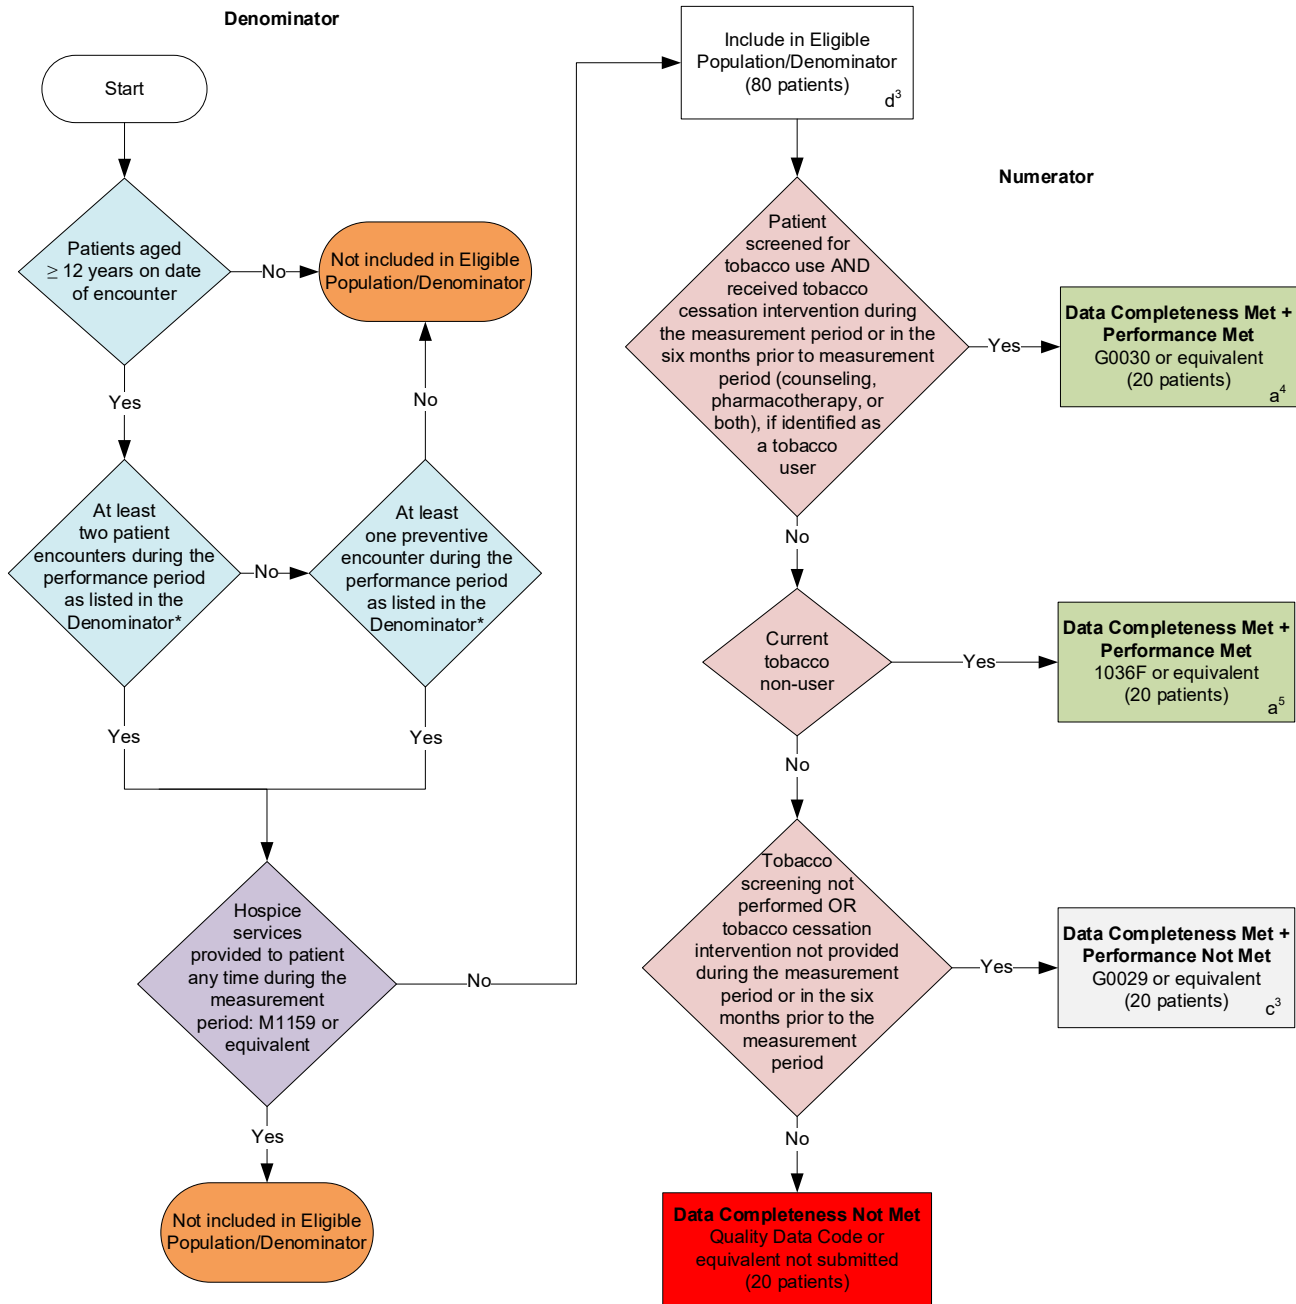 Denominator
Start
Patients aged
≥ 12 years on date
of encounter
No
Not included in Eligible
Population/Denominator
Yes
No
At least
two patient
encounters during the
performance period
as listed in the
Denominator*
No
At least
one preventive
encounter during the
performance period
as listed in the
Denominator*
Yes
Yes
Hospice
services
provided to patient
any time during the
measurement
period: M1159 or
equivalent
No
Yes
Not included in Eligible
Population/Denominator
Include in Eligible
Population/Denominator
(80 patients)
d³
Numerator
Patient
screened for
tobacco use AND
received tobacco
cessation intervention during
the measurement period or in the
six months prior to measurement
period (counseling,
pharmacotherapy, or
both), if identified as
a tobacco
user
Yes
Data Completeness Met +
Performance Met
G0030 or equivalent
(20 patients)
a⁴
No
Current
tobacco
non-user
Yes
Data Completeness Met +
Performance Met
1036F or equivalent
(20 patients)
a⁵
No
Tobacco
screening not
performed OR
tobacco cessation
intervention not provided
during the measurement
period or in the six
months prior to the
measurement
period
Yes
Data Completeness Met +
Performance Not Met
G0029 or equivalent
(20 patients)
c³
No
Data Completeness Not Met
Quality Data Code or
equivalent not submitted
(20 patients)